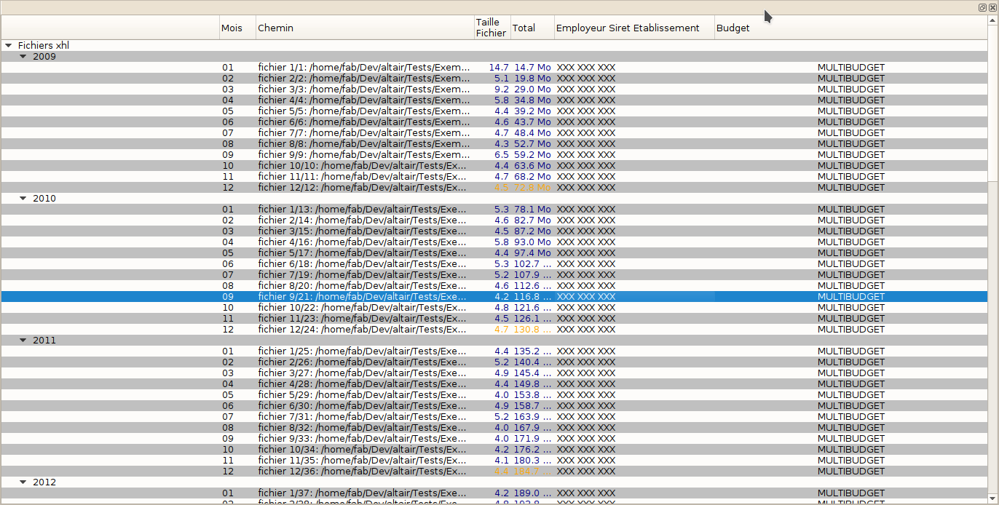 Mois Chemin Taille Fichier Total Employeur Siret Etablissement Budget
Fichiers xhl
2009
01 fichier 1/1: /home/fab/Dev/altair/Tests/Exem... 14.7 14.7 Mo XXX XXX XXX MULTIBUDGET
02 fichier 2/2: /home/fab/Dev/altair/Tests/Exem... 5.1 19.8 Mo XXX XXX XXX MULTIBUDGET
03 fichier 3/3: /home/fab/Dev/altair/Tests/Exem... 9.2 29.0 Mo XXX XXX XXX MULTIBUDGET
04 fichier 4/4: /home/fab/Dev/altair/Tests/Exem... 5.8 34.8 Mo XXX XXX XXX MULTIBUDGET
05 fichier 5/5: /home/fab/Dev/altair/Tests/Exem... 4.4 39.2 Mo XXX XXX XXX MULTIBUDGET
06 fichier 6/6: /home/fab/Dev/altair/Tests/Exem... 4.6 43.7 Mo XXX XXX XXX MULTIBUDGET
07 fichier 7/7: /home/fab/Dev/altair/Tests/Exem... 4.7 48.4 Mo XXX XXX XXX MULTIBUDGET
08 fichier 8/8: /home/fab/Dev/altair/Tests/Exem... 4.3 52.7 Mo XXX XXX XXX MULTIBUDGET
09 fichier 9/9: /home/fab/Dev/altair/Tests/Exem... 6.5 59.2 Mo XXX XXX XXX MULTIBUDGET
10 fichier 10/10: /home/fab/Dev/altair/Tests/Ex... 4.4 63.6 Mo XXX XXX XXX MULTIBUDGET
11 fichier 11/11: /home/fab/Dev/altair/Tests/Ex... 4.7 68.2 Mo XXX XXX XXX MULTIBUDGET
12 fichier 12/12: /home/fab/Dev/altair/Tests/Ex... 4.5 72.8 Mo XXX XXX XXX MULTIBUDGET
2010
01 fichier 1/13: /home/fab/Dev/altair/Tests/Exe... 5.3 78.1 Mo XXX XXX XXX MULTIBUDGET
02 fichier 2/14: /home/fab/Dev/altair/Tests/Exe... 4.6 82.7 Mo XXX XXX XXX MULTIBUDGET
03 fichier 3/15: /home/fab/Dev/altair/Tests/Exe... 4.5 87.2 Mo XXX XXX XXX MULTIBUDGET
04 fichier 4/16: /home/fab/Dev/altair/Tests/Exe... 5.8 93.0 Mo XXX XXX XXX MULTIBUDGET
05 fichier 5/17: /home/fab/Dev/altair/Tests/Exe... 4.4 97.4 Mo XXX XXX XXX MULTIBUDGET
06 fichier 6/18: /home/fab/Dev/altair/Tests/Exe... 5.3 102.7 ... XXX XXX XXX MULTIBUDGET
07 fichier 7/19: /home/fab/Dev/altair/Tests/Exe... 5.2 107.9 ... XXX XXX XXX MULTIBUDGET
08 fichier 8/20: /home/fab/Dev/altair/Tests/Exe... 4.6 112.6 ... XXX XXX XXX MULTIBUDGET
09 fichier 9/21: /home/fab/Dev/altair/Tests/Exe... 4.2 116.8 ... XXX XXX XXX MULTIBUDGET
10 fichier 10/22: /home/fab/Dev/altair/Tests/Ex... 4.8 121.6 ... XXX XXX XXX MULTIBUDGET
11 fichier 11/23: /home/fab/Dev/altair/Tests/Ex... 4.5 126.1 ... XXX XXX XXX MULTIBUDGET
12 fichier 12/24: /home/fab/Dev/altair/Tests/Ex... 4.7 130.8 ... XXX XXX XXX MULTIBUDGET
2011
01 fichier 1/25: /home/fab/Dev/altair/Tests/Exe... 4.4 135.2 ... XXX XXX XXX MULTIBUDGET
02 fichier 2/26: /home/fab/Dev/altair/Tests/Exe... 5.2 140.4 ... XXX XXX XXX MULTIBUDGET
03 fichier 3/27: /home/fab/Dev/altair/Tests/Exe... 4.9 145.4 ... XXX XXX XXX MULTIBUDGET
04 fichier 4/28: /home/fab/Dev/altair/Tests/Exe... 4.4 149.8 ... XXX XXX XXX MULTIBUDGET
05 fichier 5/29: /home/fab/Dev/altair/Tests/Exe... 4.0 153.8 ... XXX XXX XXX MULTIBUDGET
06 fichier 6/30: /home/fab/Dev/altair/Tests/Exe... 4.9 158.7 ... XXX XXX XXX MULTIBUDGET
07 fichier 7/31: /home/fab/Dev/altair/Tests/Exe... 5.2 163.9 ... XXX XXX XXX MULTIBUDGET
08 fichier 8/32: /home/fab/Dev/altair/Tests/Exe... 4.0 167.9 ... XXX XXX XXX MULTIBUDGET
09 fichier 9/33: /home/fab/Dev/altair/Tests/Exe... 4.0 171.9 ... XXX XXX XXX MULTIBUDGET
10 fichier 10/34: /home/fab/Dev/altair/Tests/Ex... 4.2 176.2 ... XXX XXX XXX MULTIBUDGET
11 fichier 11/35: /home/fab/Dev/altair/Tests/Ex... 4.1 180.3 ... XXX XXX XXX MULTIBUDGET
12 fichier 12/36: /home/fab/Dev/altair/Tests/Ex... 4.4 184.7 ... XXX XXX XXX MULTIBUDGET
2012
01 fichier 1/37: /home/fab/Dev/altair/Tests/Exe... 4.2 189.0 ... XXX XXX XXX MULTIBUDGET